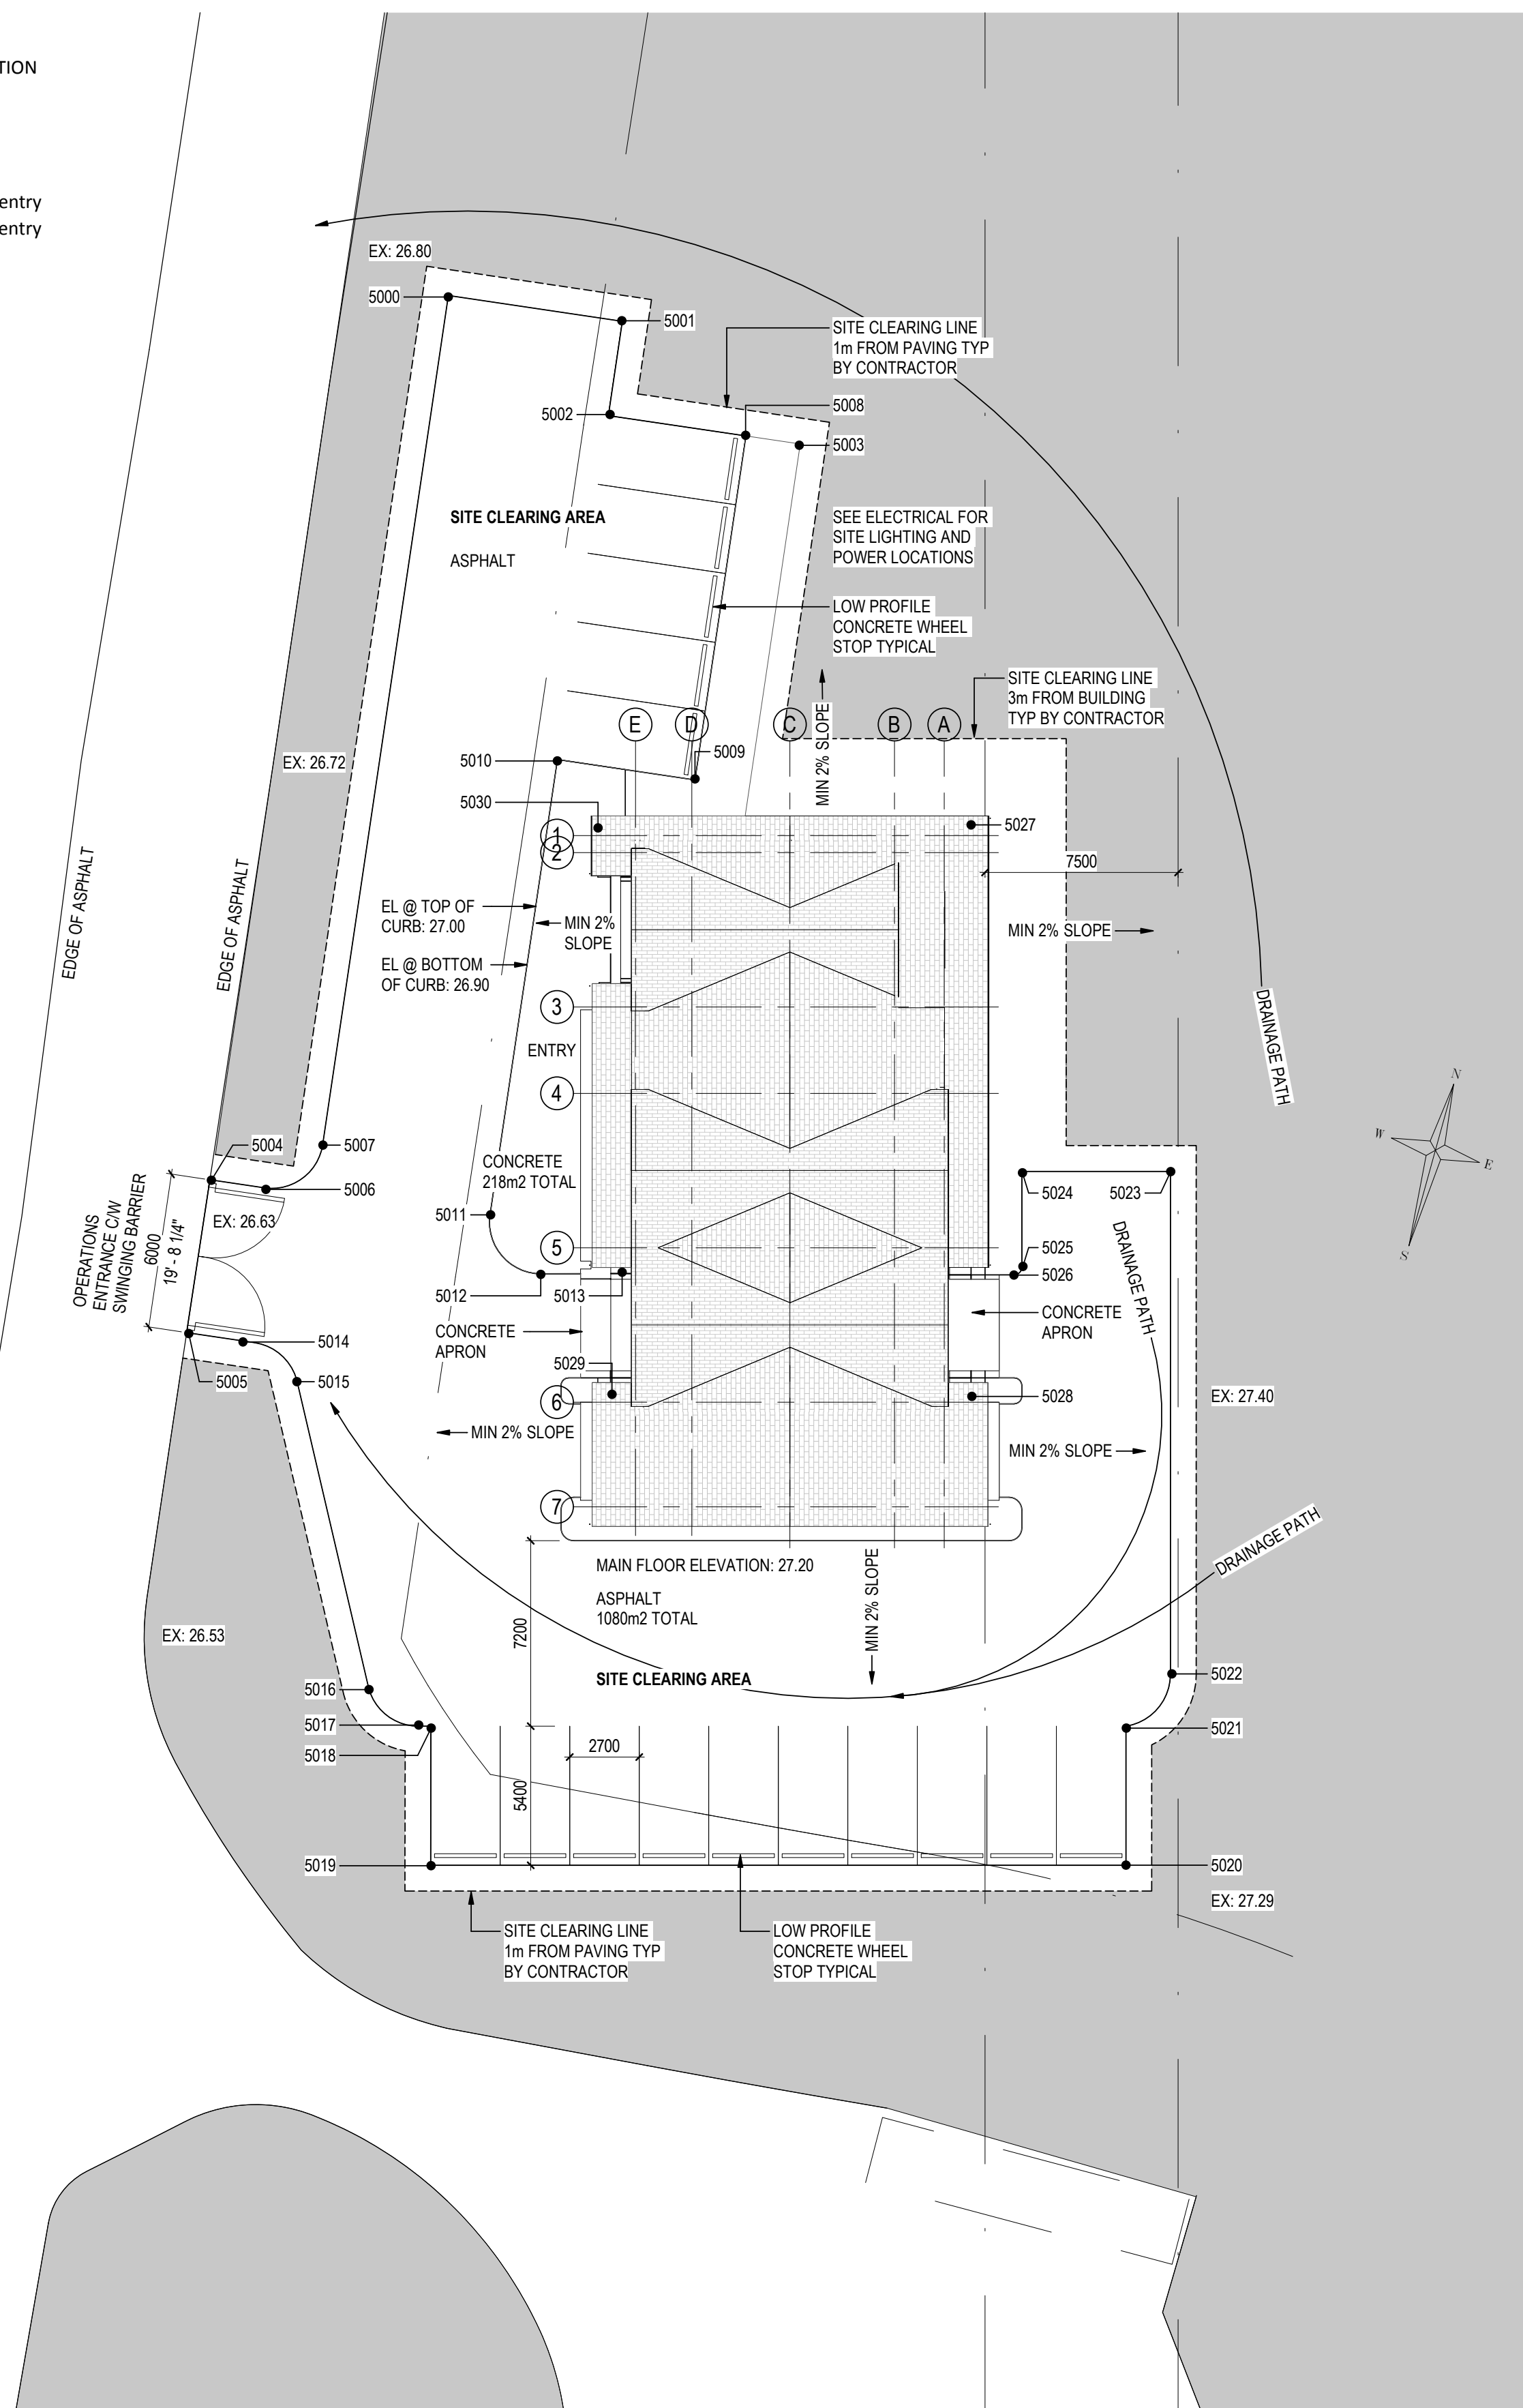 TION
entry
entry
EX: 26.80
5000
5001
SITE CLEARING LINE
1m FROM PAVING TYP
BY CONTRACTOR
5002
5008
5003
SITE CLEARING AREA
ASPHALT
SEE ELECTRICAL FOR
SITE LIGHTING AND
POWER LOCATIONS
LOW PROFILE
CONCRETE WHEEL
STOP TYPICAL
SITE CLEARING LINE
3m FROM BUILDING
TYP BY CONTRACTOR
MIN 2% SLOPE
E
D
C
B
A
EX: 26.72
5010
5009
5030
5027
1
2
7500
EDGE OF ASPHALT
EDGE OF ASPHALT
EL @ TOP OF
CURB: 27.00
MIN 2%
SLOPE
MIN 2% SLOPE
EL @ BOTTOM
OF CURB: 26.90
3
ENTRY
DRAINAGE PATH
4
N
W
E
S
5004
5007
5006
CONCRETE
218m2 TOTAL
5024
5023
OPERATIONS
ENTRANCE C/W
SWINGING BARRIER
6000
19' - 8 1/4"
EX: 26.63
5011
5
5025
5026
DRAINAGE PATH
5012
5013
CONCRETE
APRON
CONCRETE
APRON
5014
5029
5005
5015
6
5028
EX: 27.40
MIN 2% SLOPE
MIN 2% SLOPE
7
DRAINAGE PATH
MAIN FLOOR ELEVATION: 27.20
ASPHALT
1080m2 TOTAL
MIN 2% SLOPE
7200
EX: 26.53
SITE CLEARING AREA
5022
5016
5017
5018
5021
2700
5400
5019
5020
EX: 27.29
SITE CLEARING LINE
1m FROM PAVING TYP
BY CONTRACTOR
LOW PROFILE
CONCRETE WHEEL
STOP TYPICAL